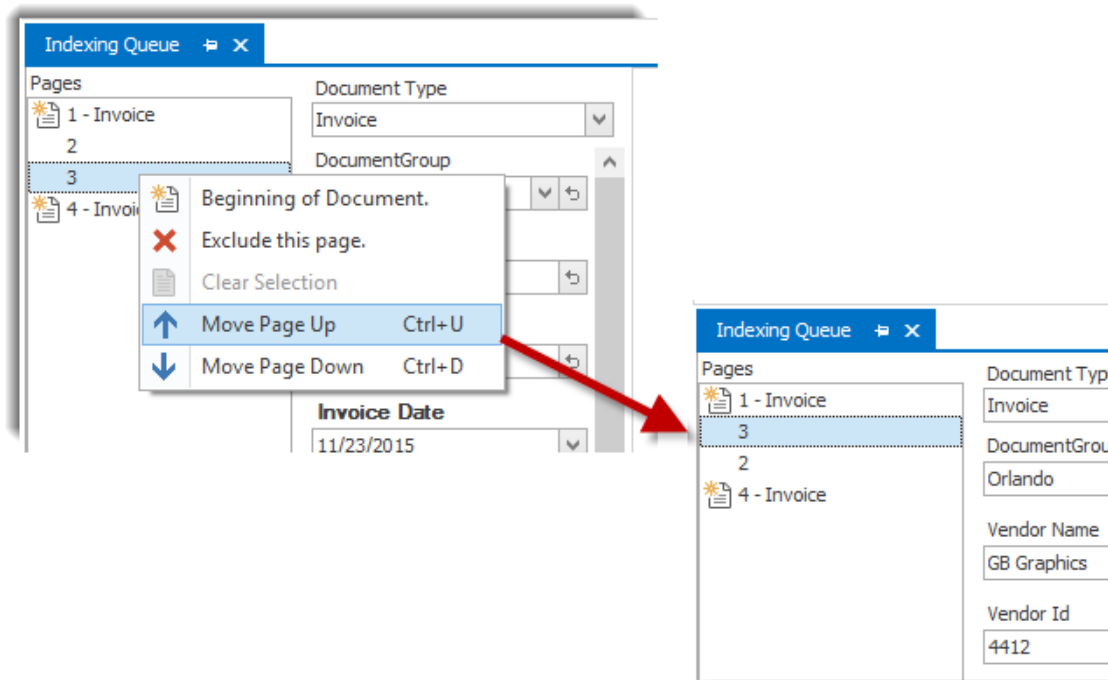 Indexing Queue
Pages
1 - Invoice
2
3
4 - Invoi
Document Type
Invoice
DocumentGroup
Beginning of Document.
Exclude this page.
Clear Selection
Move Page Up Ctrl+U
Move Page Down Ctrl+D
Invoice Date
11/23/2015
Indexing Queue
Pages
1 - Invoice
3
2
4 - Invoice
Document Typ
Invoice
DocumentGrou
Orlando
Vendor Name
GB Graphics
Vendor Id
4412